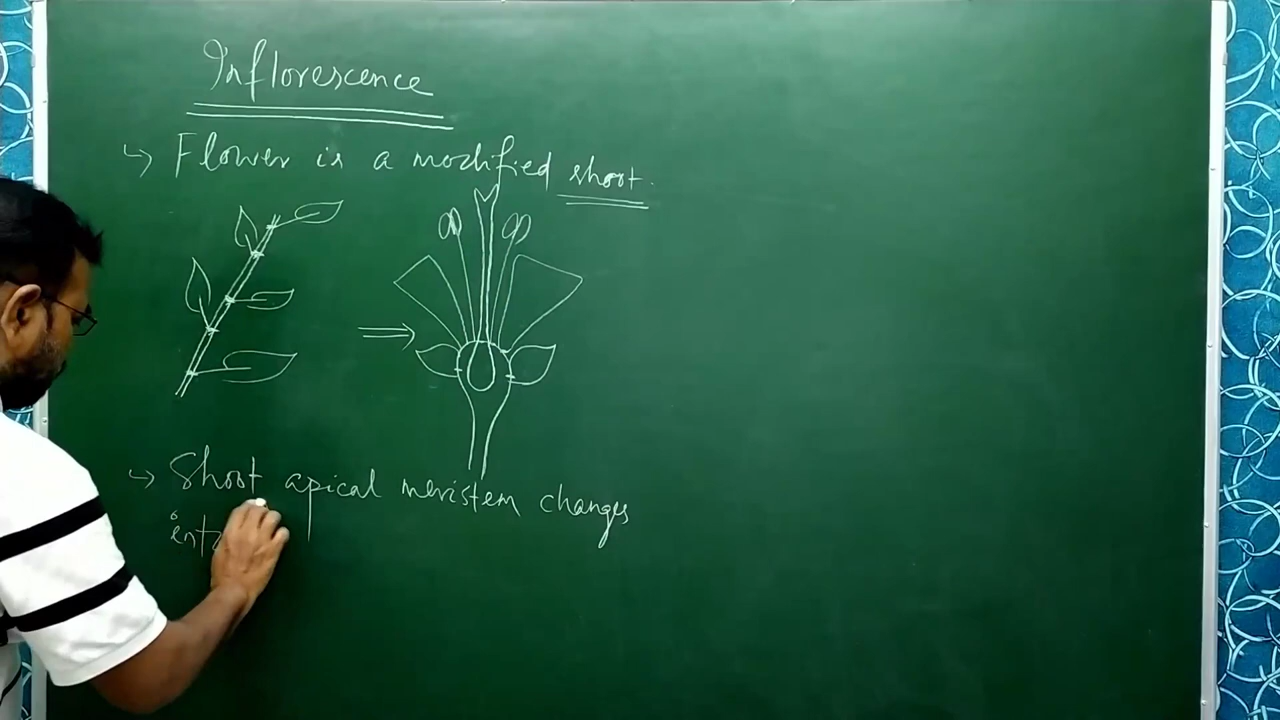 Inflorescence
↳ Flower is a modified shoot.
↳ Shoot apical meristem changes
into